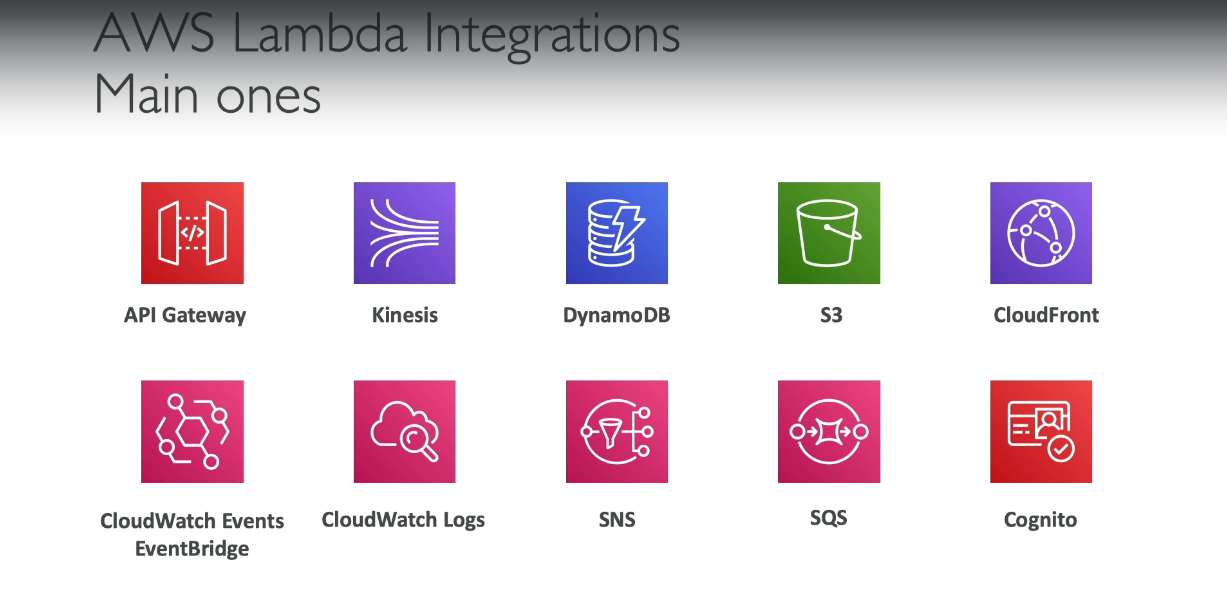 AWS Lambda Integrations
Main ones
</>
API Gateway
Kinesis
DynamoDB
S3
CloudFront
CloudWatch Events
EventBridge
CloudWatch Logs
SNS
SQS
Cognito